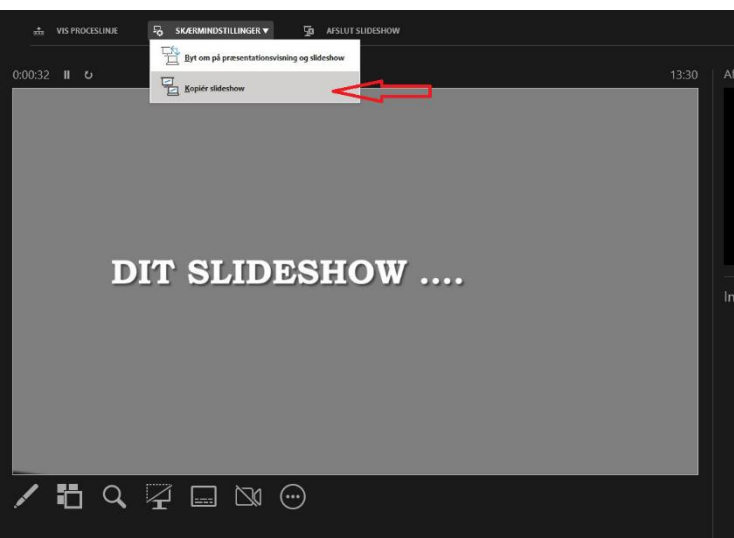 VIS PROCESLINJE SKÆRMINDSTILLINGER ▼ AFSLUT SLIDESHOW
Byt om på præsentationsvisning og slideshow
Kopiér slideshow
0:00:32 13:30
DIT SLIDESHOW ....